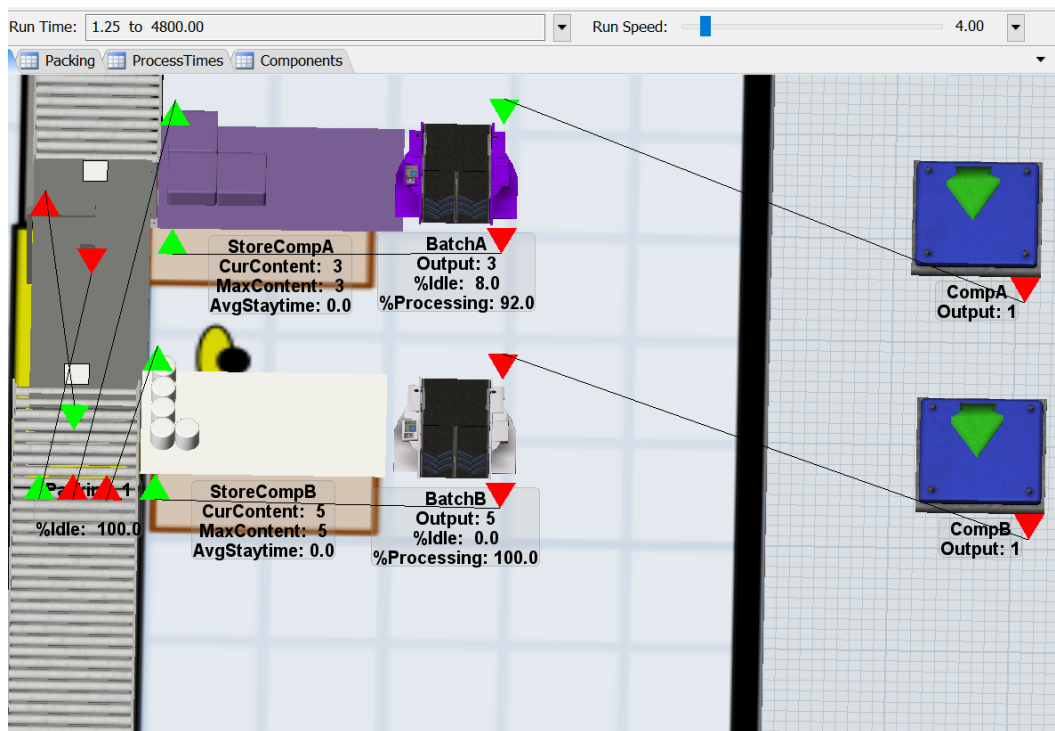 Run Time: 1.25 to 4800.00 Run Speed: 4.00
Packing ProcessTimes Components
StoreCompA
CurContent: 3
MaxContent: 3
AvgStaytime: 0.0
BatchA
Output: 3
%Idle: 8.0
%Processing: 92.0
CompA
Output: 1
%Idle: 100.0
StoreCompB
CurContent: 5
MaxContent: 5
AvgStaytime: 0.0
BatchB
Output: 5
%Idle: 0.0
%Processing: 100.0
CompB
Output: 1